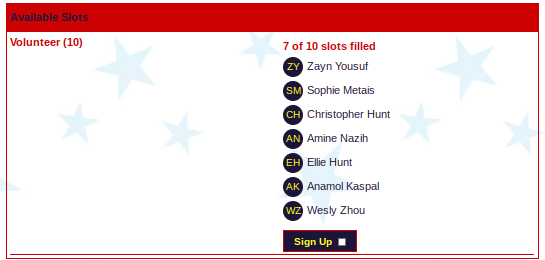 Available Slots
Volunteer (10)
7 of 10 slots filled
ZY Zayn Yousuf
SM Sophie Metais
CH Christopher Hunt
AN Amine Nazih
EH Ellie Hunt
AK Anamol Kaspal
WZ Wesly Zhou
Sign Up